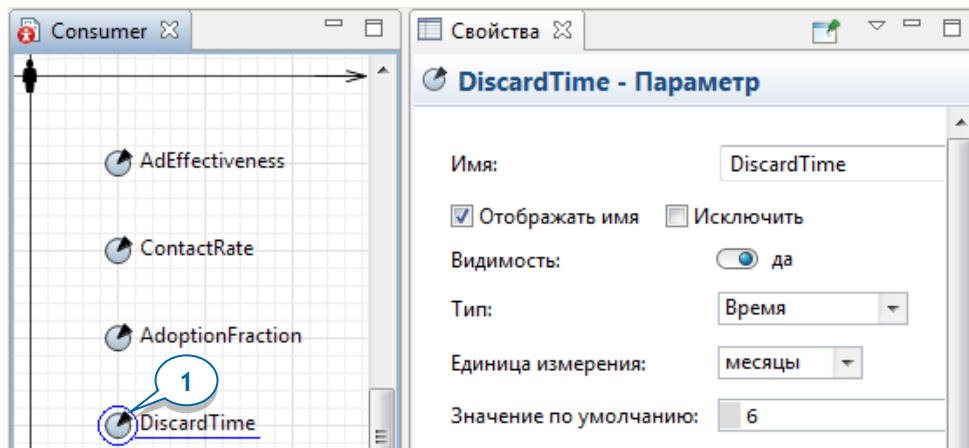 Consumer
AdEffectiveness
ContactRate
AdoptionFraction
1
DiscardTime
Свойства
DiscardTime - Параметр
Имя: DiscardTime
Отображать имя Исключить
Видимость: да
Тип: Время
Единица измерения: месяцы
Значение по умолчанию: 6